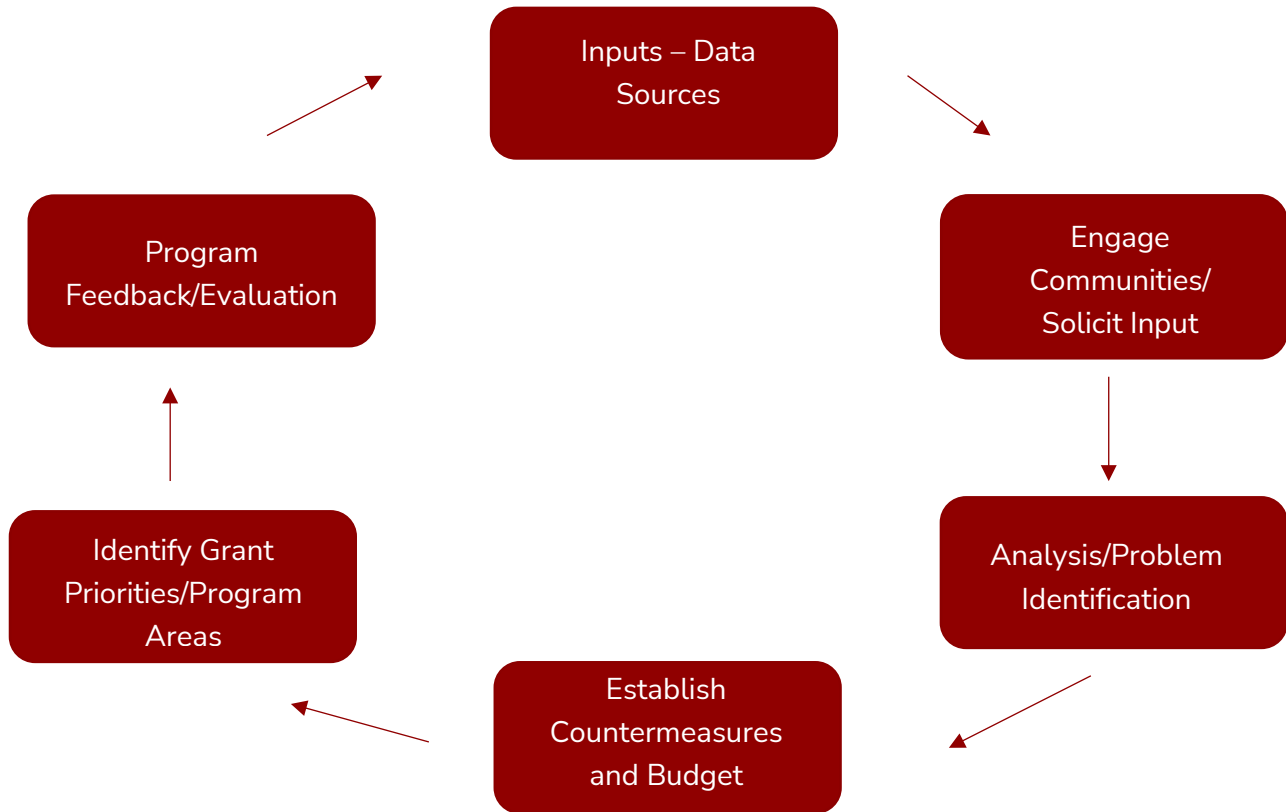 Inputs – Data
Sources
Engage
Communities/
Solicit Input
Analysis/Problem
Identification
Establish
Countermeasures
and Budget
Identify Grant
Priorities/Program
Areas
Program
Feedback/Evaluation